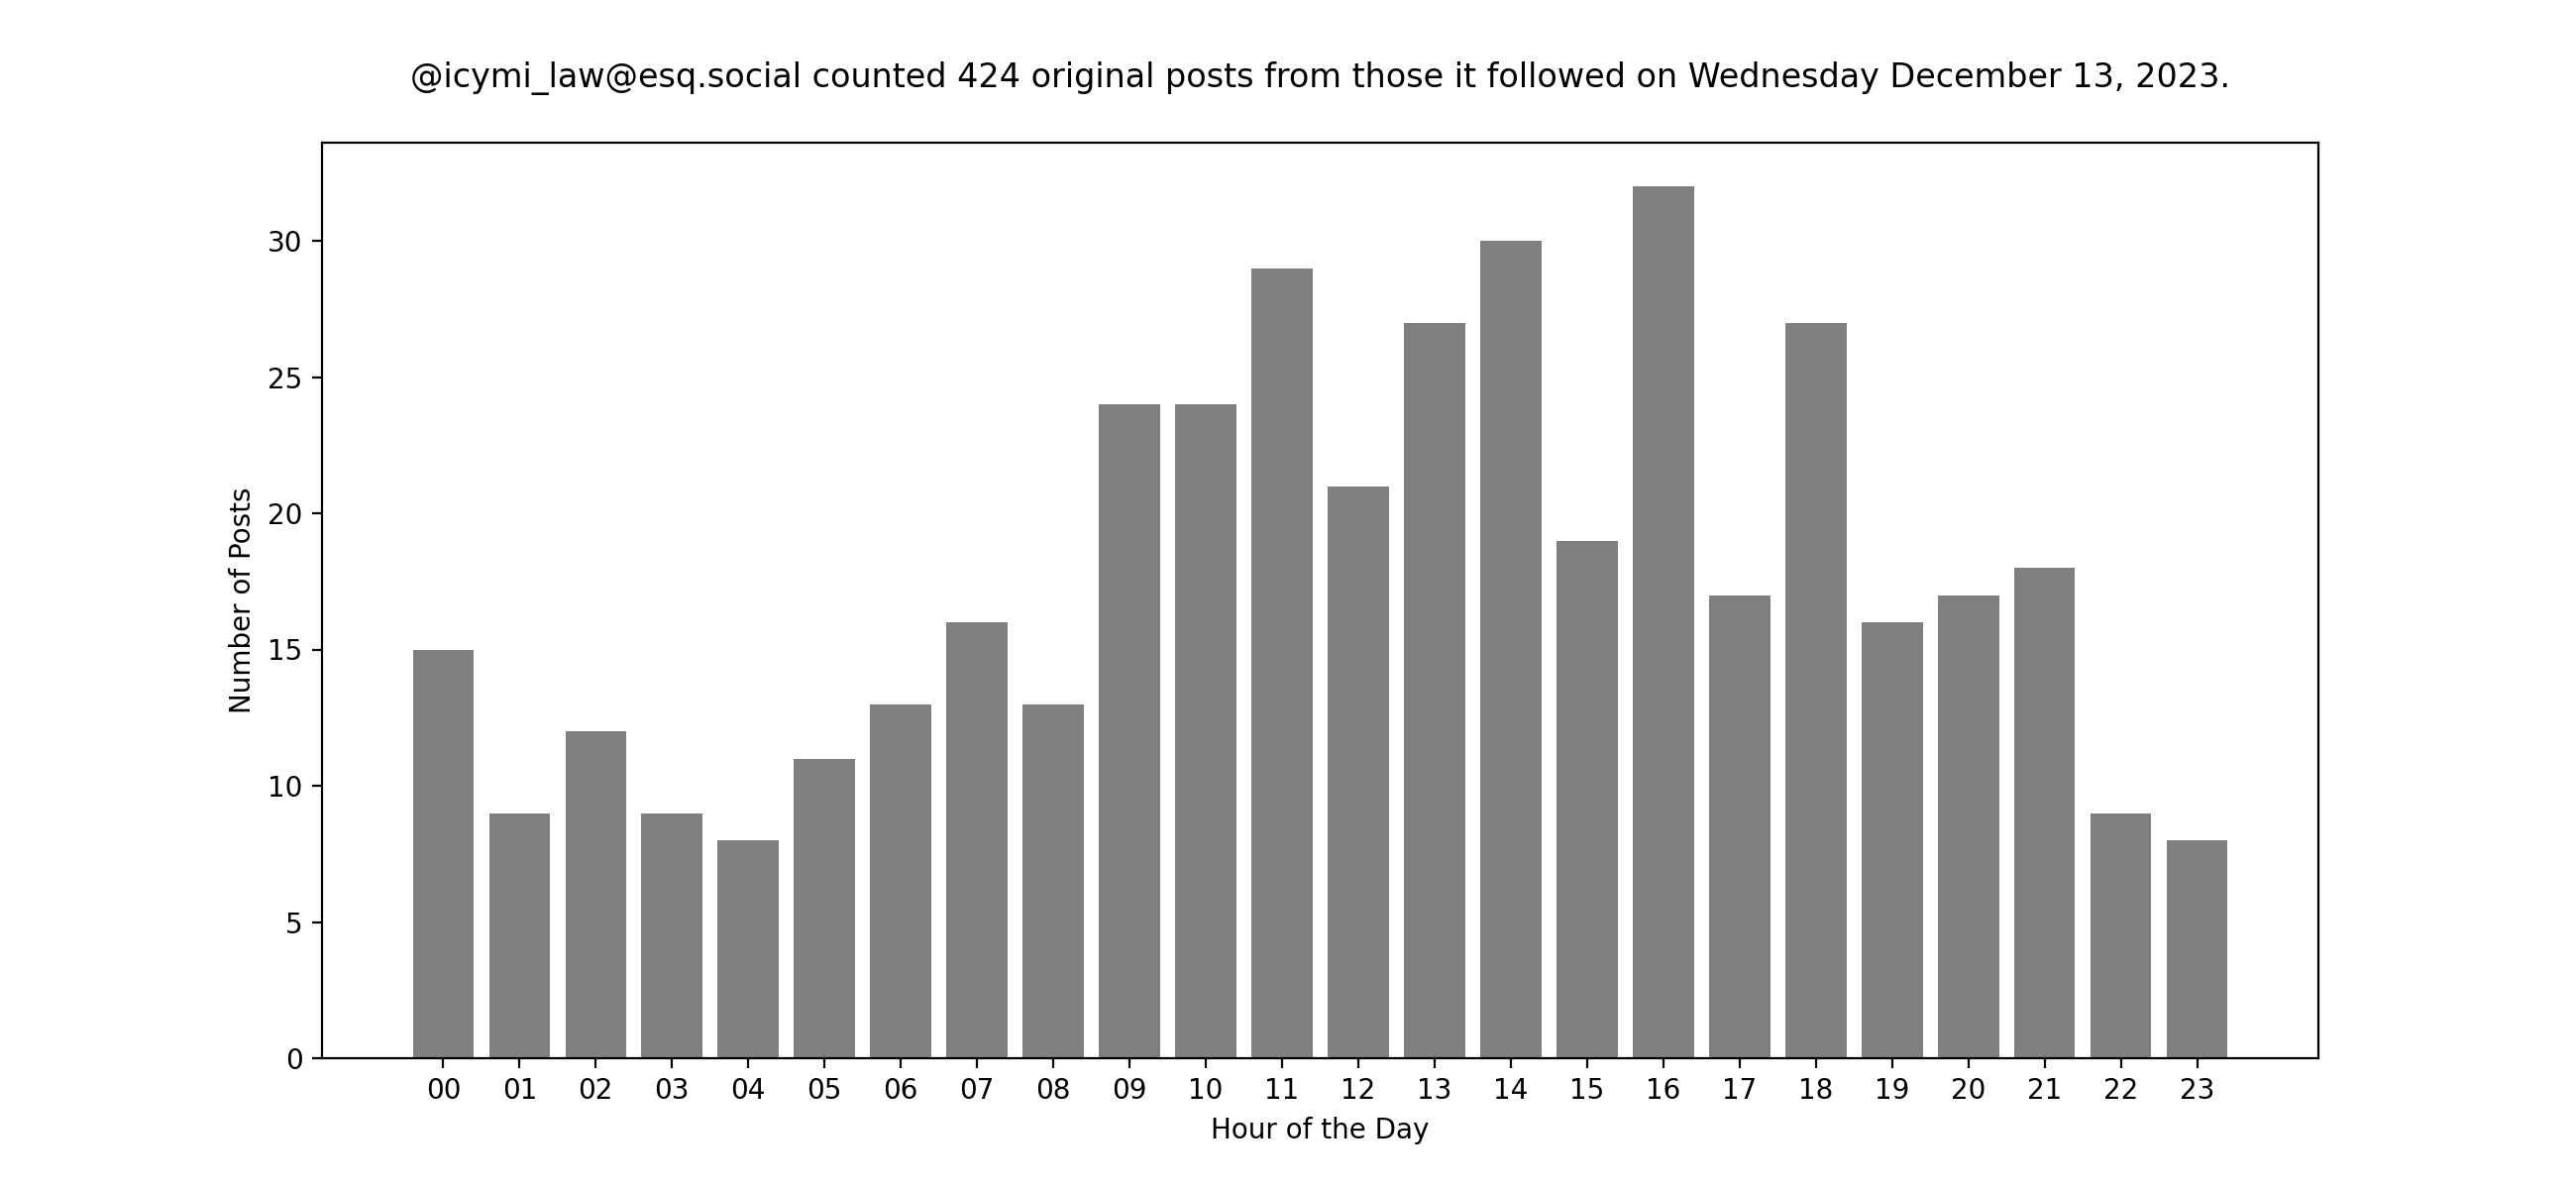 @icymi_law@esq.social counted 424 original posts from those it followed on Wednesday December 13, 2023.
Number of Posts
30
25
20
15
10
5
0
00 01 02 03 04 05 06 07 08 09 10 11 12 13 14 15 16 17 18 19 20 21 22 23
Hour of the Day